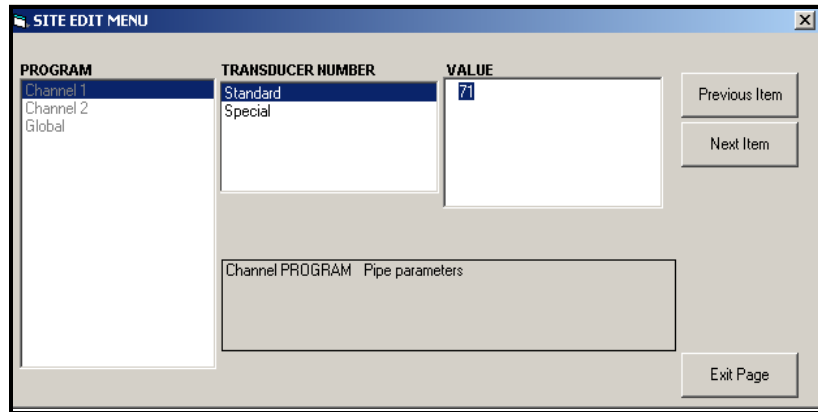 SITE EDIT MENU
PROGRAM
Channel 1
Channel 2
Global
TRANSDUCER NUMBER
Standard
Special
VALUE
71
Previous Item
Next Item
Channel PROGRAM Pipe parameters
Exit Page